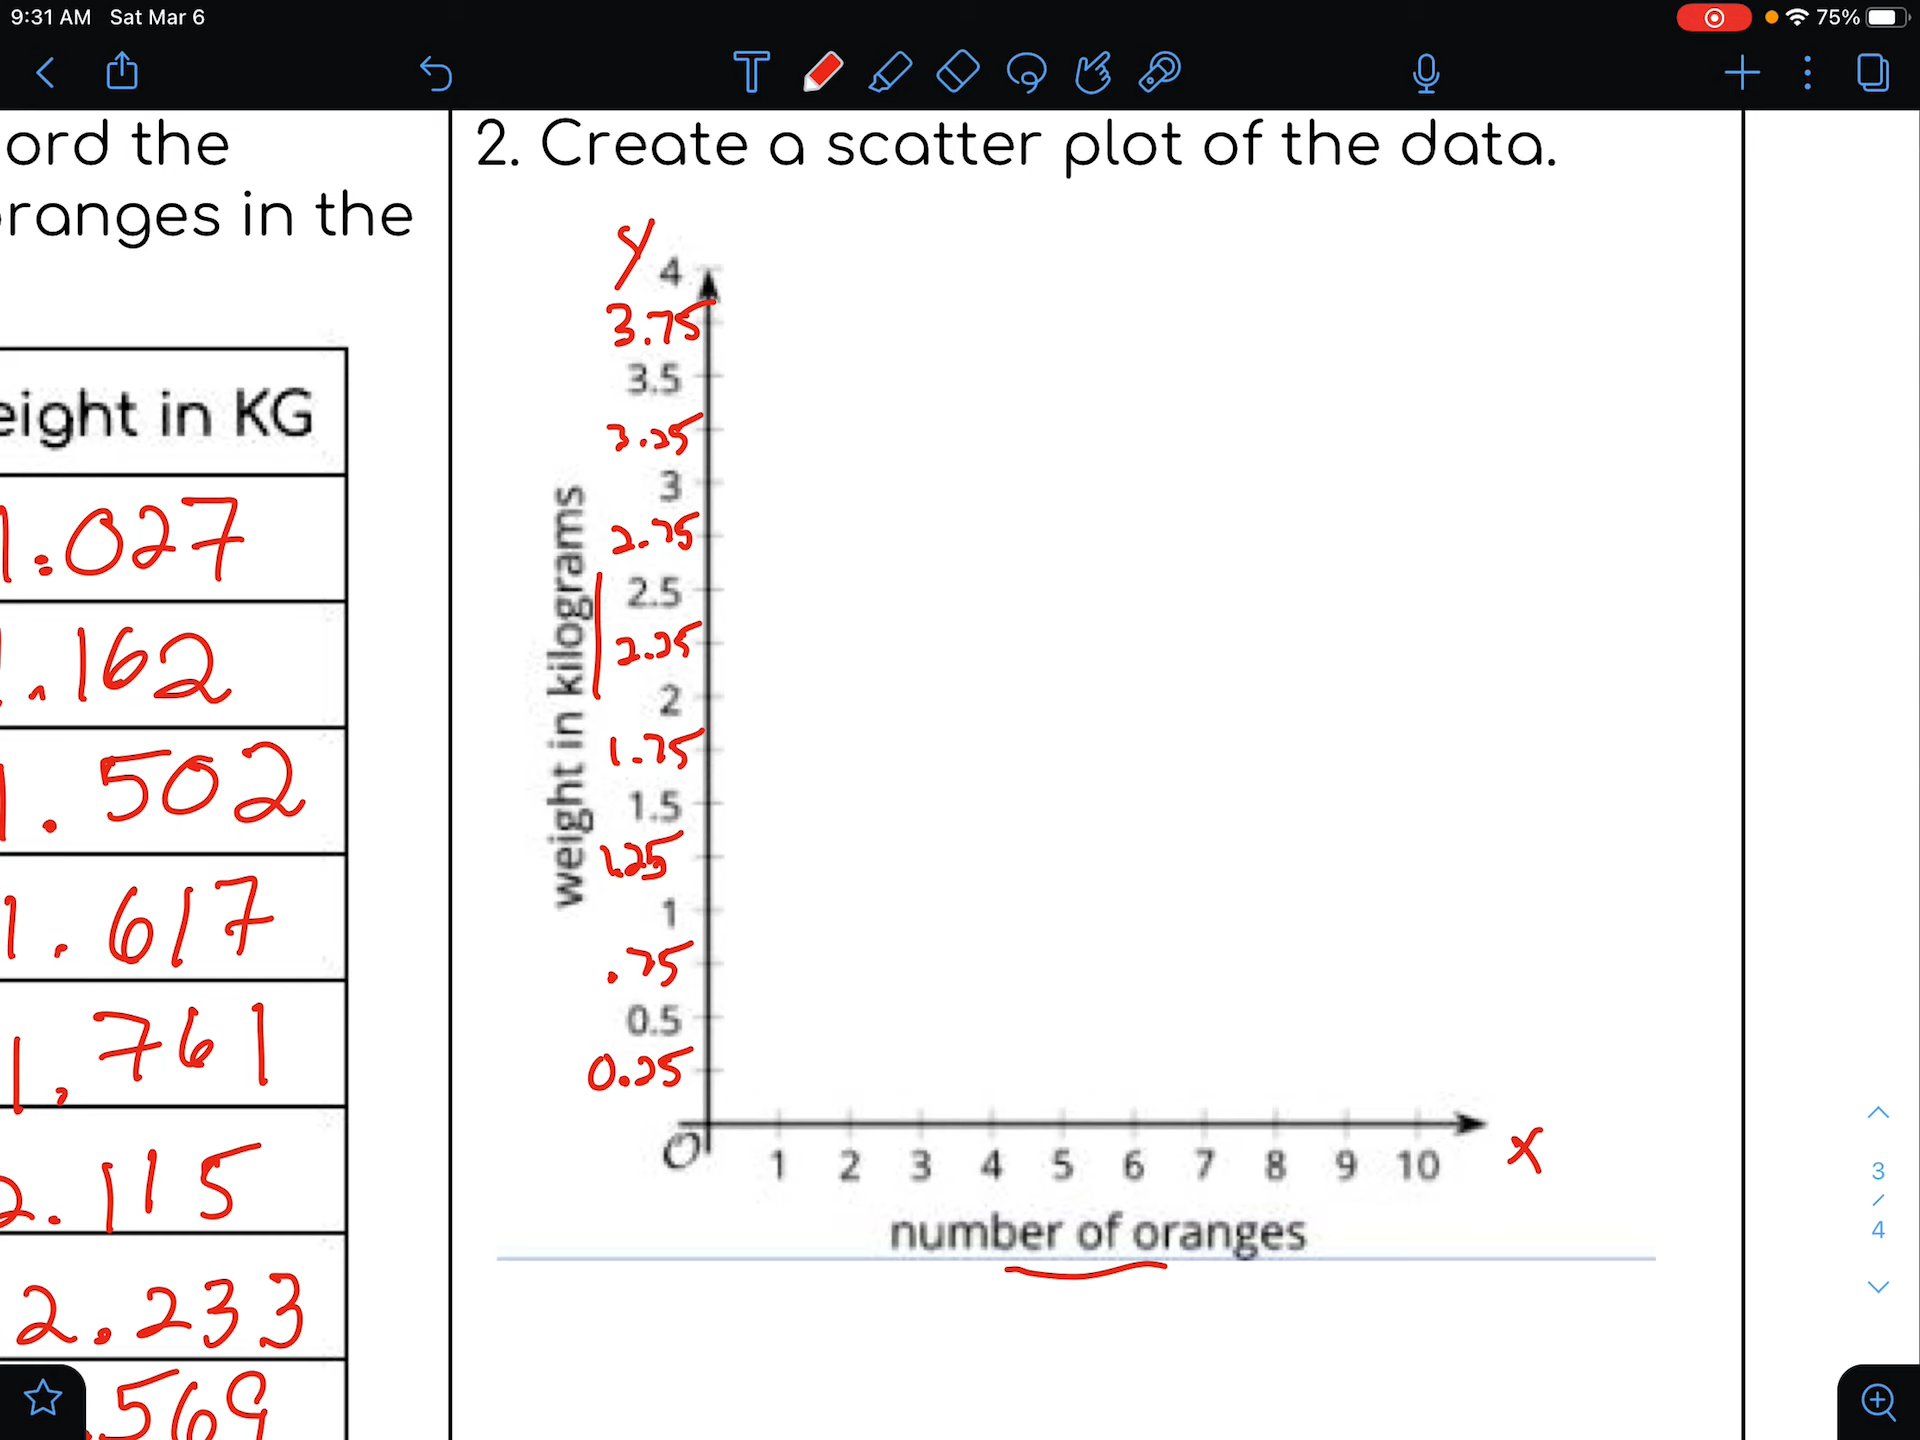 9:31 AM Sat Mar 6
75%
T
ord the
ranges in the
eight in KG
1.027
.162
1.502
1.617
1.761
2.115
2.233
.569
2. Create a scatter plot of the data.
y
4
3.75
3.5
3.25
3
2.75
2.5
2.25
2
1.75
1.5
1.25
1
.75
0.5
0.25
O
weight in kilograms
1 2 3 4 5 6 7 8 9 10
x
number of oranges
3
/
4